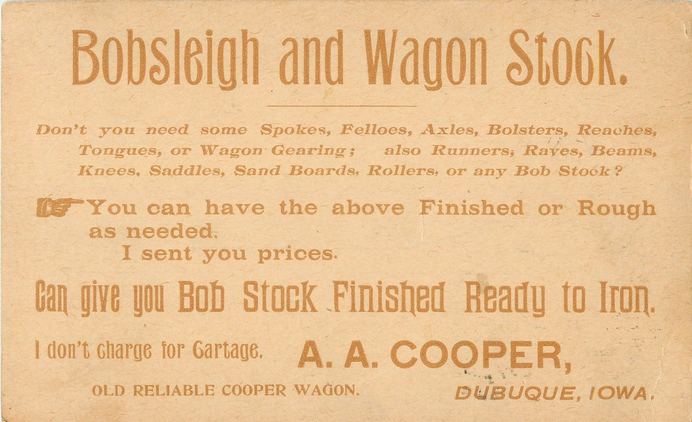 Bobsleigh and Wagon Stock.
Don't you need some Spokes, Felloes, Axles, Bolsters, Reaches,
Tongues, or Wagon Gearing; also Runners, Raves, Beams,
Knees, Saddles, Sand Boards, Rollers, or any Bob Stock?
You can have the above Finished or Rough
as needed.
I sent you prices.
Can give you Bob Stock Finished Ready to Iron.
I don't charge for Cartage. A. A. COOPER,
OLD RELIABLE COOPER WAGON. DUBUQUE, IOWA.